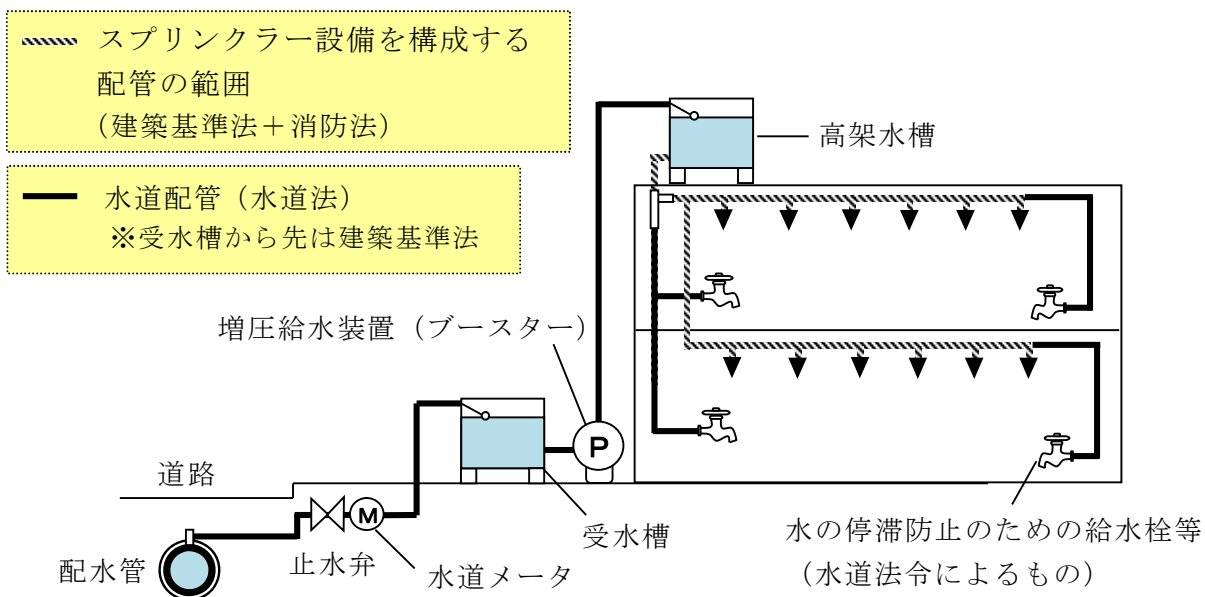 スプリンクラー設備を構成する
配管の範囲
（建築基準法＋消防法）
水道配管（水道法）
※受水槽から先は建築基準法
高架水槽
増圧給水装置（ブースター）
P
道路
M
受水槽
水の停滞防止のための給水栓等
（水道法令によるもの）
止水弁
配水管
水道メータ